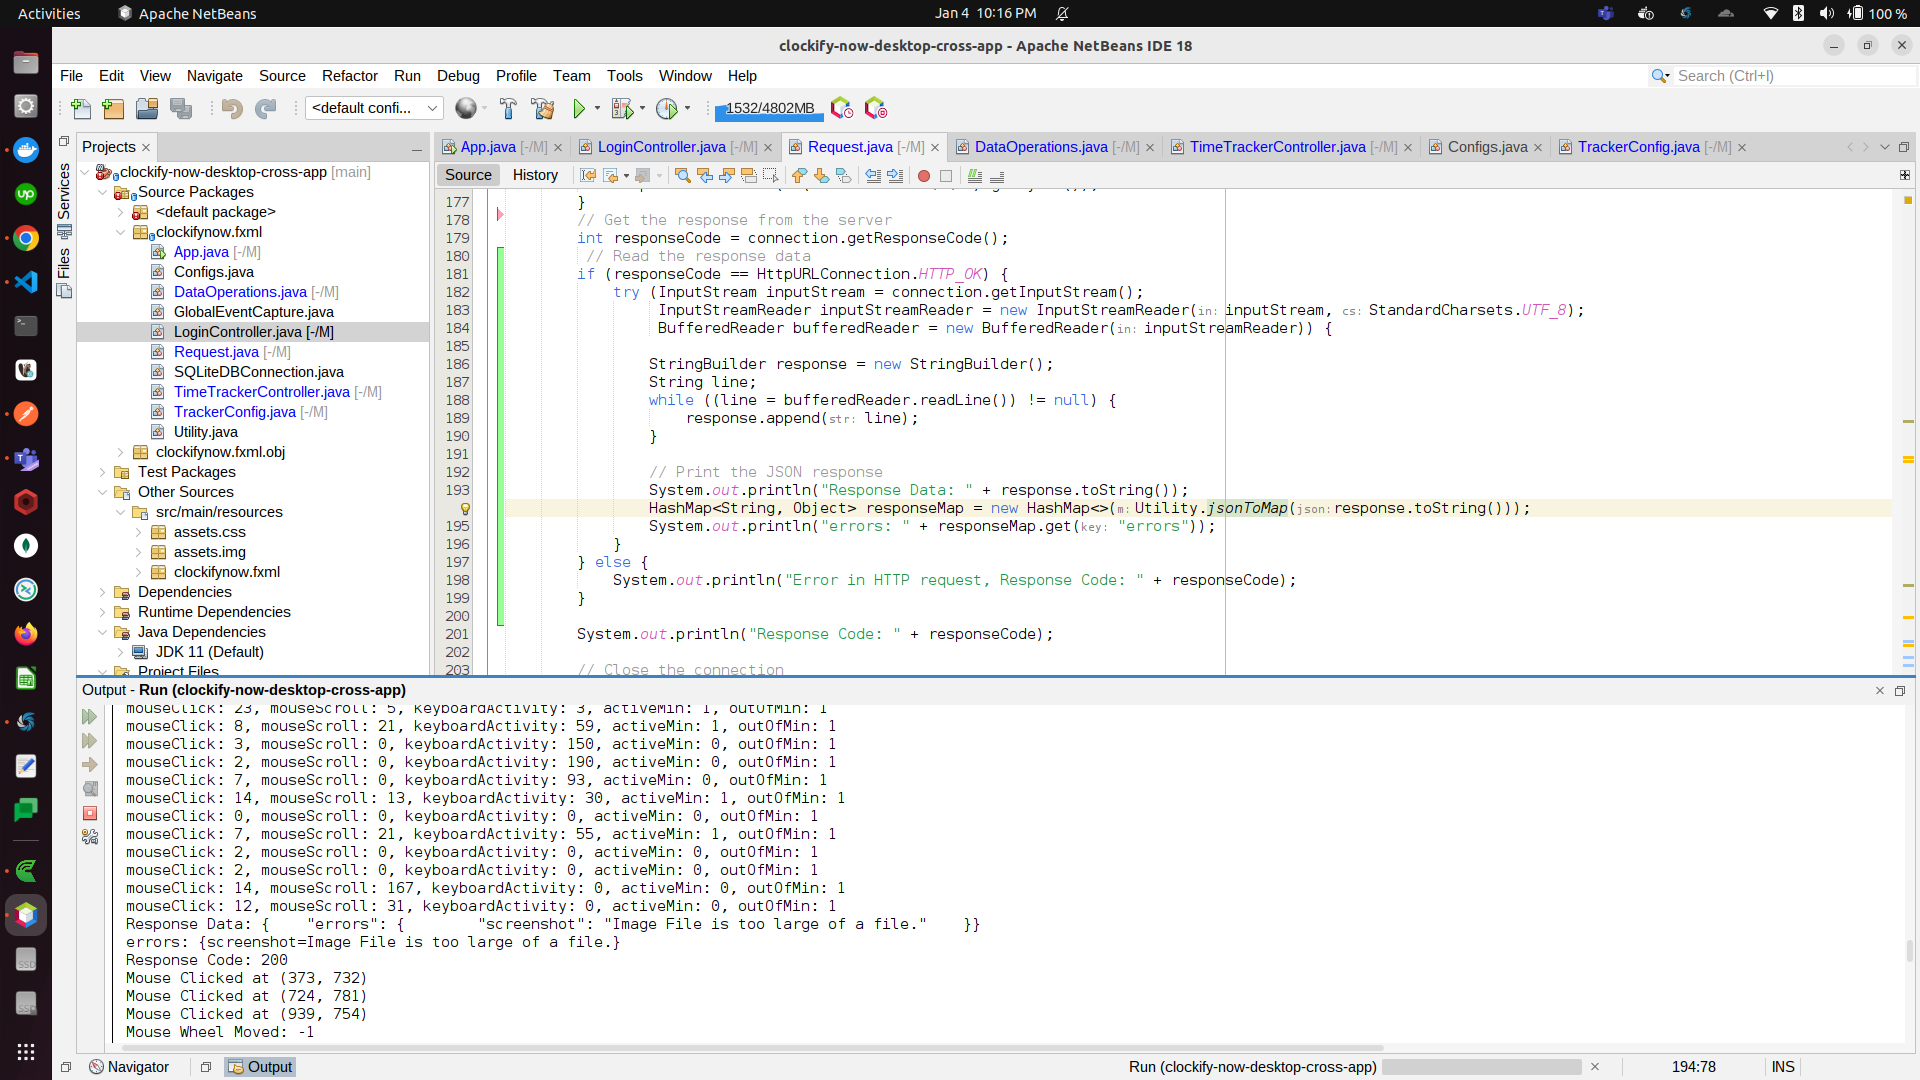 Activities
Apache NetBeans
Jan 4 10:16 PM
100 %
clockify-now-desktop-cross-app - Apache NetBeans IDE 18
File Edit View Navigate Source Refactor Run Debug Profile Team Tools Window Help
Search (Ctrl+I)
<default confi...
1532/4802MB
Projects
App.java [-/M]
LoginController.java [-/M]
Request.java [-/M]
DataOperations.java [-/M]
TimeTrackerController.java [-/M]
Configs.java
TrackerConfig.java [-/M]
Services
Files
clockify-now-desktop-cross-app [main]
Source Packages
<default package>
clockifynow.fxml
App.java [-/M]
Configs.java
DataOperations.java [-/M]
GlobalEventCapture.java
LoginController.java [-/M]
Request.java [-/M]
SQLiteDBConnection.java
TimeTrackerController.java [-/M]
TrackerConfig.java [-/M]
Utility.java
clockifynow.fxml.obj
Test Packages
Other Sources
src/main/resources
assets.css
assets.img
clockifynow.fxml
Dependencies
Runtime Dependencies
Java Dependencies
JDK 11 (Default)
Project Files
Source History
177 }
178 // Get the response from the server
179 int responseCode = connection.getResponseCode();
180 // Read the response data
181 if (responseCode == HttpURLConnection.HTTP_OK) {
182 try (InputStream inputStream = connection.getInputStream();
183 InputStreamReader inputStreamReader = new InputStreamReader(in: inputStream, cs: StandardCharsets.UTF_8);
184 BufferedReader bufferedReader = new BufferedReader(in: inputStreamReader)) {
185
186 StringBuilder response = new StringBuilder();
187 String line;
188 while ((line = bufferedReader.readLine()) != null) {
189 response.append(str: line);
190 }
191
192 // Print the JSON response
193 System.out.println("Response Data: " + response.toString());
HashMap<String, Object> responseMap = new HashMap<>(m: Utility.jsonToMap(json: response.toString()));
195 System.out.println("errors: " + responseMap.get(key: "errors"));
196 }
197 } else {
198 System.out.println("Error in HTTP request, Response Code: " + responseCode);
199 }
200
201 System.out.println("Response Code: " + responseCode);
202
203 // Close the connection
Output - Run (clockify-now-desktop-cross-app)
mouseClick: 23, mouseScroll: 5, keyboardActivity: 3, activeMin: 1, outOfMin: 1
mouseClick: 8, mouseScroll: 21, keyboardActivity: 59, activeMin: 1, outOfMin: 1
mouseClick: 3, mouseScroll: 0, keyboardActivity: 150, activeMin: 0, outOfMin: 1
mouseClick: 2, mouseScroll: 0, keyboardActivity: 190, activeMin: 0, outOfMin: 1
mouseClick: 7, mouseScroll: 0, keyboardActivity: 93, activeMin: 0, outOfMin: 1
mouseClick: 14, mouseScroll: 13, keyboardActivity: 30, activeMin: 1, outOfMin: 1
mouseClick: 0, mouseScroll: 0, keyboardActivity: 0, activeMin: 0, outOfMin: 1
mouseClick: 7, mouseScroll: 21, keyboardActivity: 55, activeMin: 1, outOfMin: 1
mouseClick: 2, mouseScroll: 0, keyboardActivity: 0, activeMin: 0, outOfMin: 1
mouseClick: 2, mouseScroll: 0, keyboardActivity: 0, activeMin: 0, outOfMin: 1
mouseClick: 14, mouseScroll: 167, keyboardActivity: 0, activeMin: 0, outOfMin: 1
mouseClick: 12, mouseScroll: 31, keyboardActivity: 0, activeMin: 0, outOfMin: 1
Response Data: { "errors": { "screenshot": "Image File is too large of a file." }}
errors: {screenshot=Image File is too large of a file.}
Response Code: 200
Mouse Clicked at (373, 732)
Mouse Clicked at (724, 781)
Mouse Clicked at (939, 754)
Mouse Wheel Moved: -1
Navigator
Output
Run (clockify-now-desktop-cross-app)
194:78
INS